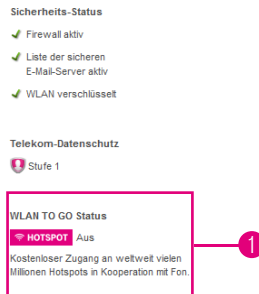 Sicherheits-Status
Firewall aktiv
Liste der sicheren
E-Mail-Server aktiv
WLAN verschlüsselt
Telekom-Datenschutz
Stufe 1
WLAN TO GO Status
HOTSPOT Aus
1
Kostenloser Zugang an weltweit vielen
Millionen Hotspots in Kooperation mit Fon.